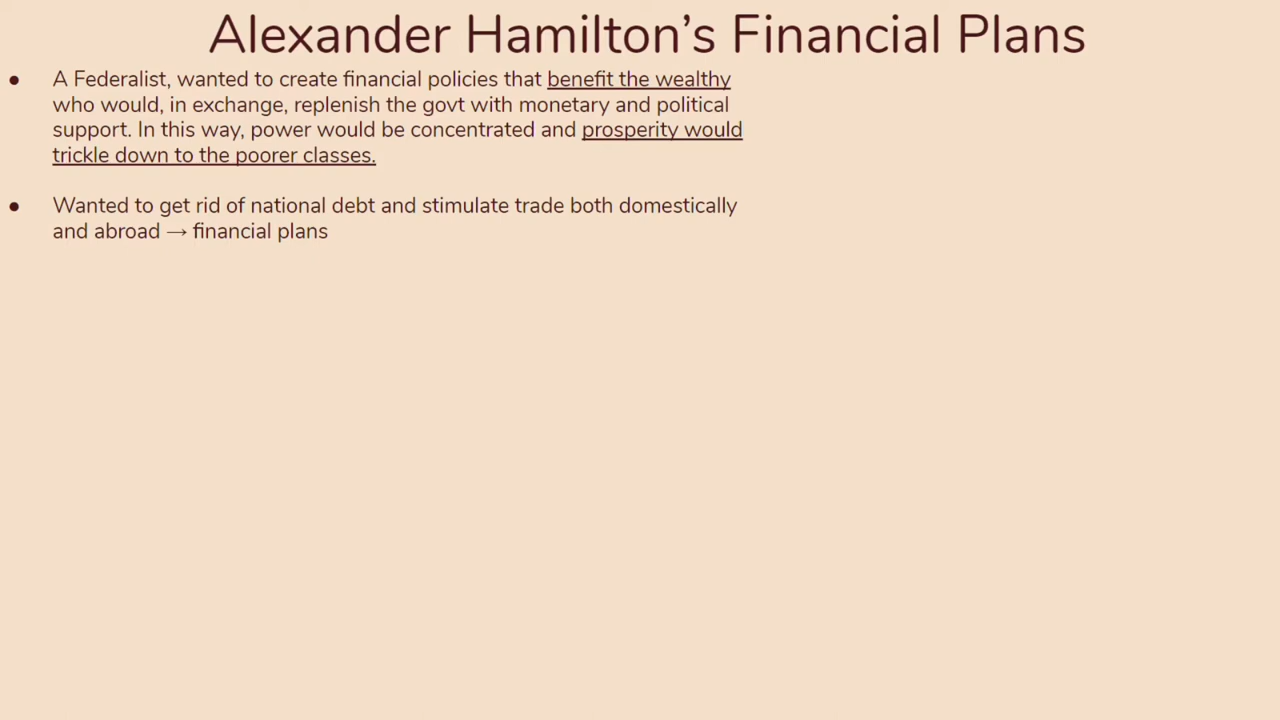 Alexander Hamilton’s Financial Plans
● A Federalist, wanted to create financial policies that benefit the wealthy
who would, in exchange, replenish the govt with monetary and political
support. In this way, power would be concentrated and prosperity would
trickle down to the poorer classes.
● Wanted to get rid of national debt and stimulate trade both domestically
and abroad → financial plans